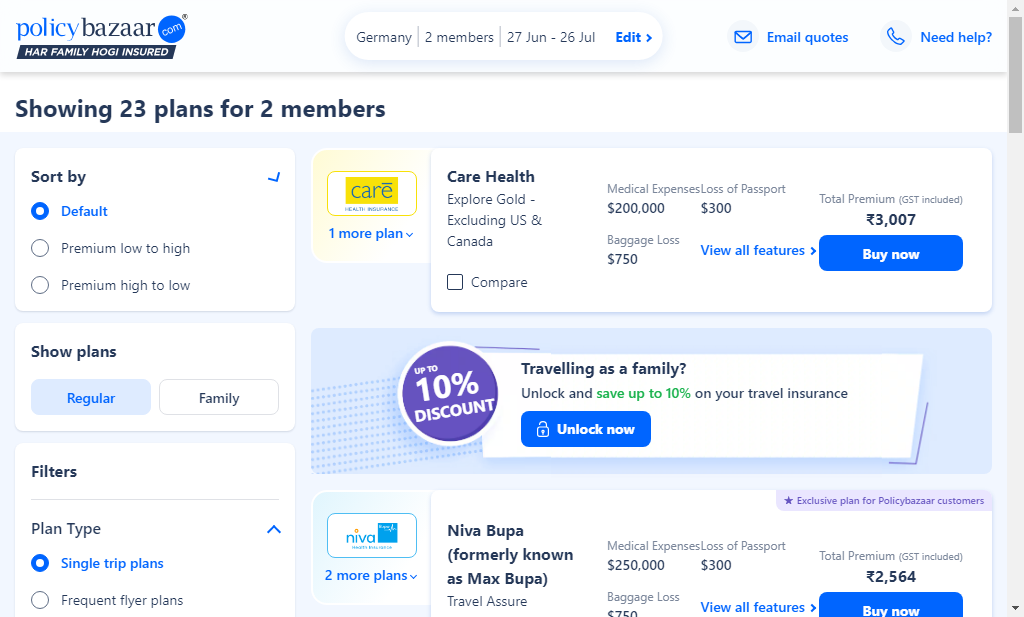 policybazaar.com®
HAR FAMILY HOGI INSURED
Germany
2 members
27 Jun - 26 Jul
Edit
Email quotes
Need help?
Showing 23 plans for 2 members
Sort by
Default
Premium low to high
Premium high to low
Show plans
Regular
Family
Filters
Plan Type
Single trip plans
Frequent flyer plans
carē
HEALTH INSURANCE
1 more plan
Care Health
Explore Gold -
Excluding US &
Canada
Compare
Medical Expenses
$200,000
Loss of Passport
$300
Baggage Loss
$750
View all features
Total Premium (GST included)
₹3,007
Buy now
UP TO
10%
DISCOUNT
Travelling as a family?
Unlock and save up to 10% on your travel insurance
Unlock now
Exclusive plan for Policybazaar customers
niva
Bupa
Health Insurance
2 more plans
Niva Bupa
(formerly known
as Max Bupa)
Travel Assure
Medical Expenses
$250,000
Loss of Passport
$300
Baggage Loss
$750
View all features
Total Premium (GST included)
₹2,564
Buy now